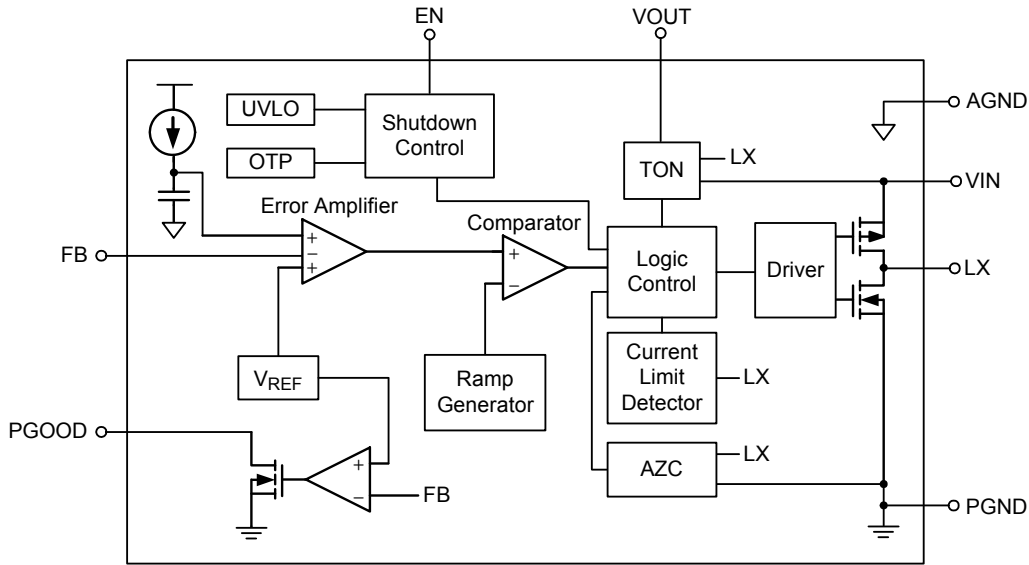 EN
VOUT
AGND
UVLO
Shutdown
Control
OTP
TON
LX
VIN
Error Amplifier
+
−
+
Comparator
+
−
FB
Logic
Control
Driver
LX
VREF
Ramp
Generator
Current
Limit
Detector
LX
PGOOD
+
−
FB
AZC
LX
PGND